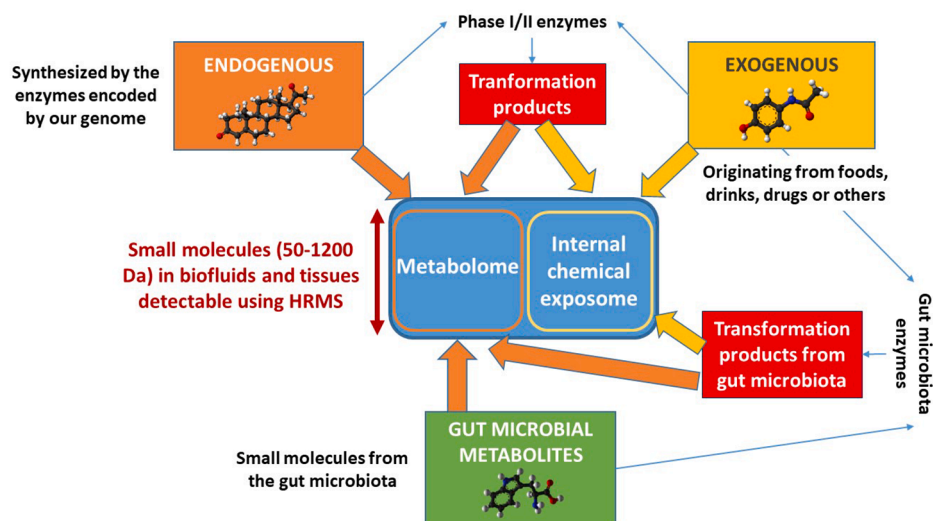 Phase I/II enzymes
Synthesized by the
enzymes encoded
by our genome
ENDOGENOUS
Tranformation
products
EXOGENOUS
Originating from foods,
drinks, drugs or others
Small molecules (50-1200
Da) in biofluids and tissues
detectable using HRMS
Metabolome
Internal
chemical
exposome
Transformation
products from
gut microbiota
Gut microbiota
enzymes
GUT MICROBIAL
METABOLITES
Small molecules from
the gut microbiota